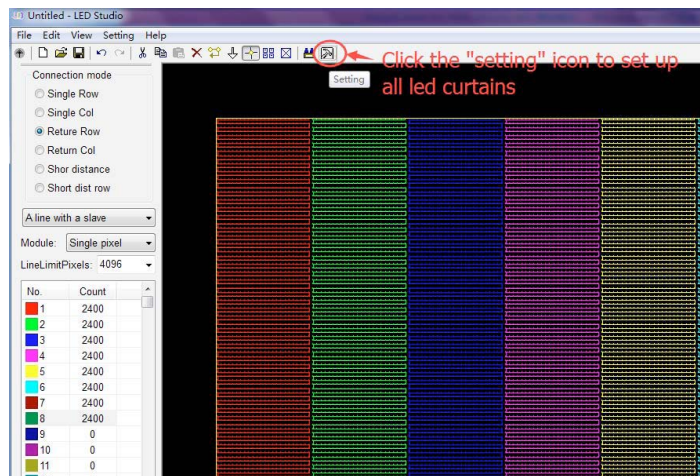 Untitled - LED Studio
File Edit View Setting Help
Click the "setting" icon to set up
all led curtains
Setting
Connection mode
Single Row
Single Col
Reture Row
Return Col
Shor distance
Short dist row
A line with a slave
Module: Single pixel
LineLimitPixels: 4096
No. Count
1 2400
2 2400
3 2400
4 2400
5 2400
6 2400
7 2400
8 2400
9 0
10 0
11 0